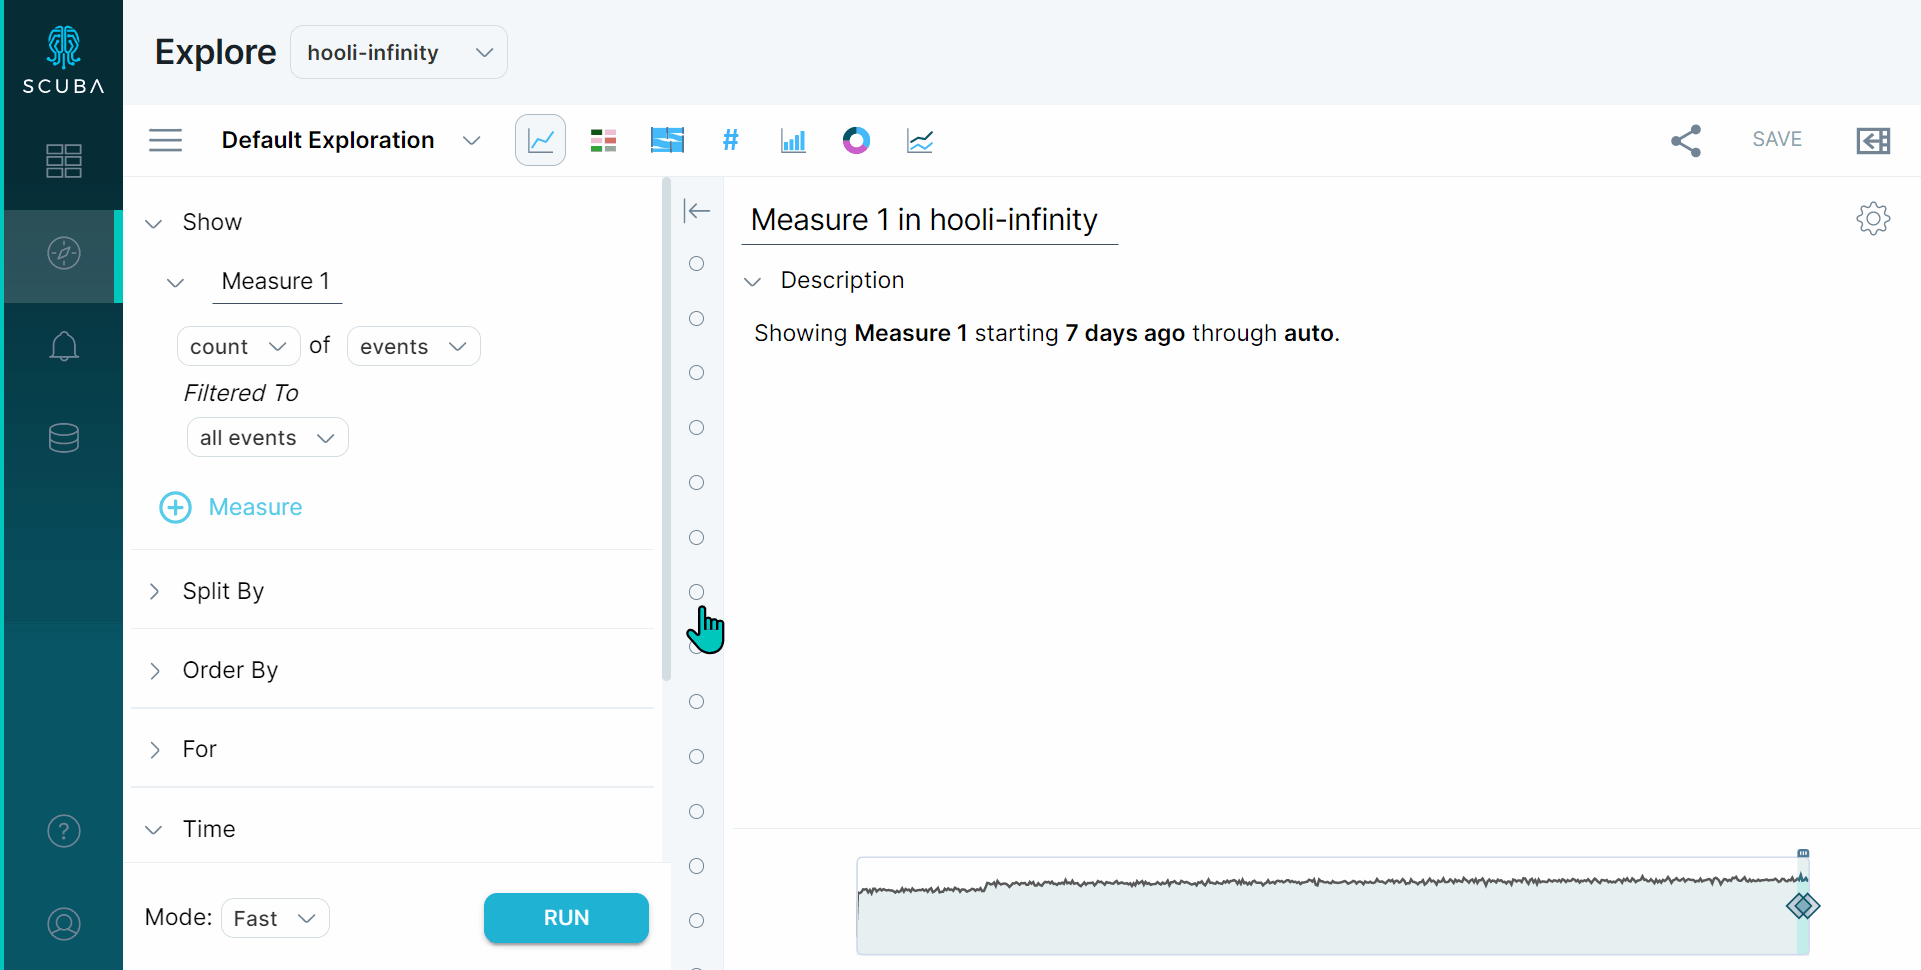 SCUBA
Explore
hooli-infinity
Default Exploration
#
SAVE
Show
Measure 1
count of events
Filtered To
all events
Measure
Split By
Order By
For
Time
Mode: Fast
RUN
Measure 1 in hooli-infinity
Description
Showing Measure 1 starting 7 days ago through auto.
?